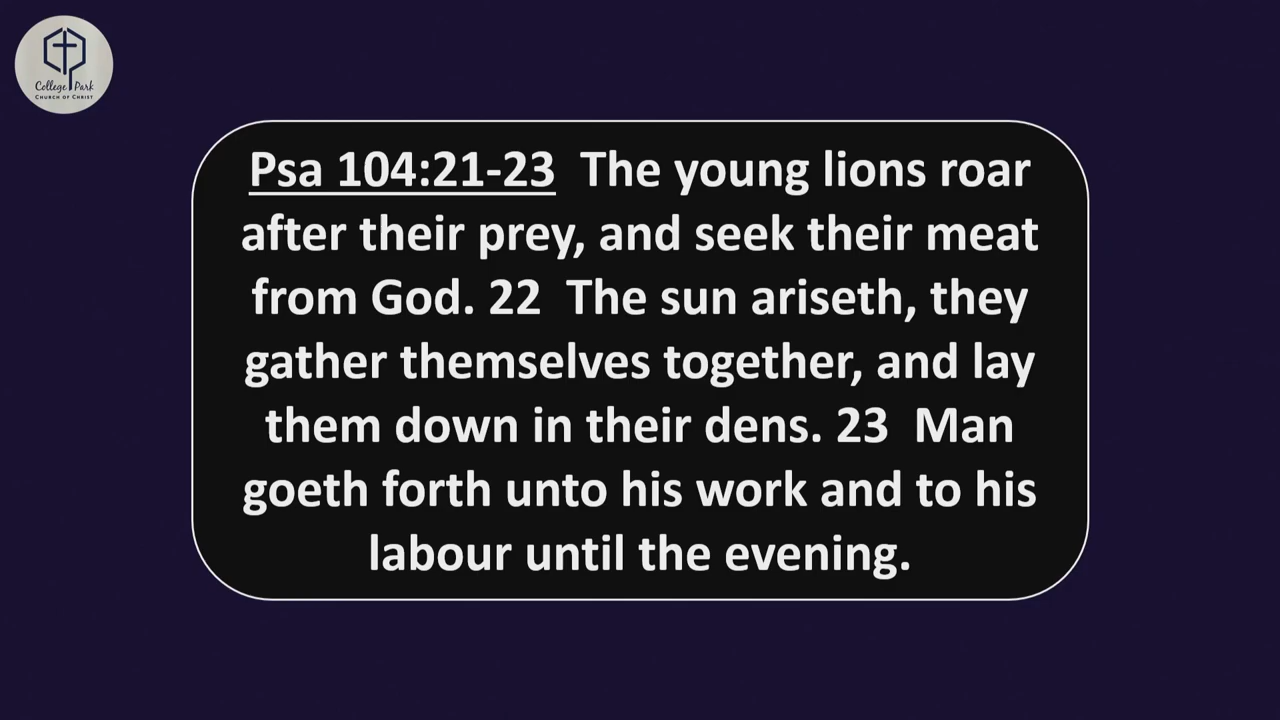 College Park
CHURCH OF CHRIST
Psa 104:21-23  The young lions roar
after their prey, and seek their meat
from God. 22  The sun ariseth, they
gather themselves together, and lay
them down in their dens. 23  Man
goeth forth unto his work and to his
labour until the evening.